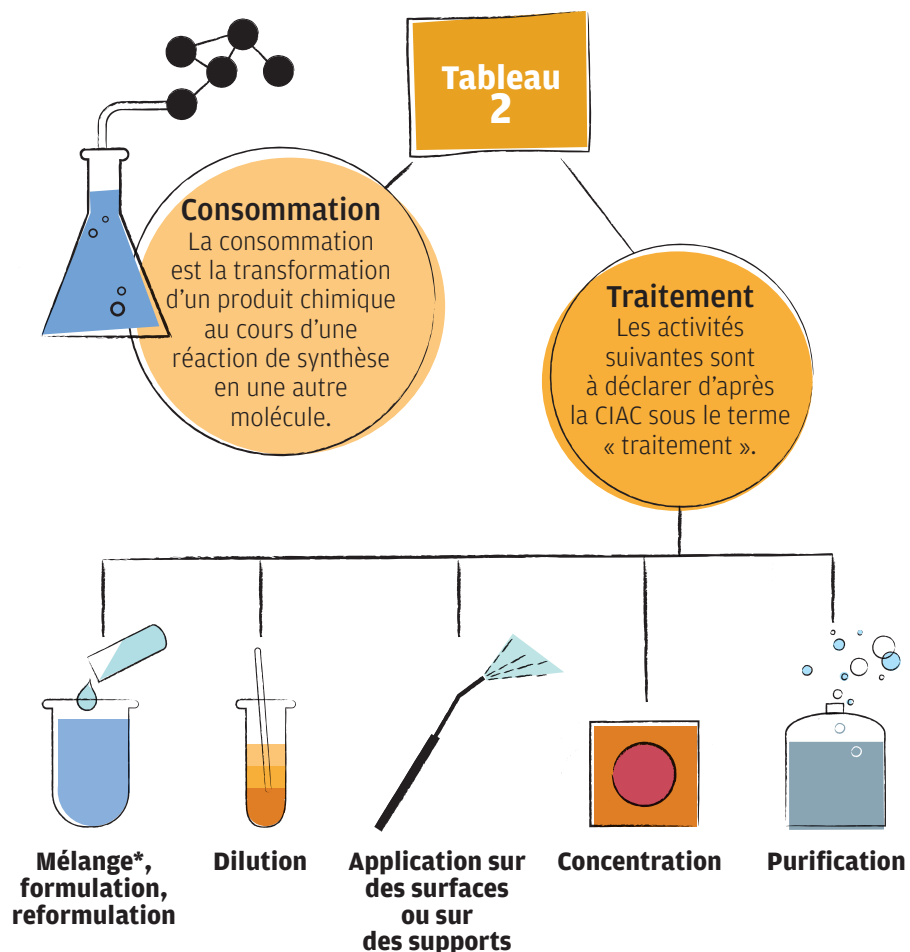 Tableau
2
Consommation
La consommation
est la transformation
d'un produit chimique
au cours d'une
réaction de synthèse
en une autre
molécule.
Traitement
Les activités
suivantes sont
à déclarer d'après
la CIAC sous le terme
« traitement ».
Mélange*,
formulation,
reformulation
Dilution
Application sur
des surfaces
ou sur
des supports
Concentration
Purification